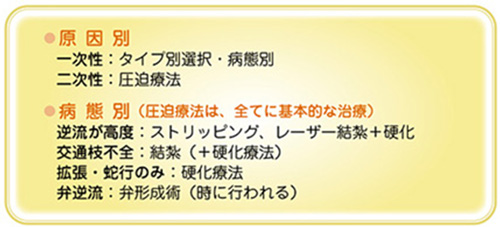 ●原因別
一次性：タイプ別選択・病態別
二次性：圧迫療法
●病態別（圧迫療法は、全てに基本的な治療）
逆流が高度：ストリッピング、レーザー結紮＋硬化
交通枝不全：結紮（＋硬化療法）
拡張・蛇行のみ：硬化療法
弁逆流：弁形成術（時に行われる）